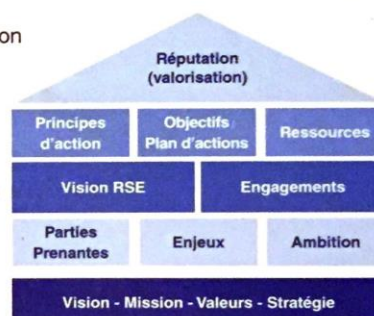 on
Réputation
(valorisation)
Principes
d'action
Objectifs
Plan d'actions
Ressources
Vision RSE
Engagements
Parties
Prenantes
Enjeux
Ambition
Vision - Mission - Valeurs - Stratégie